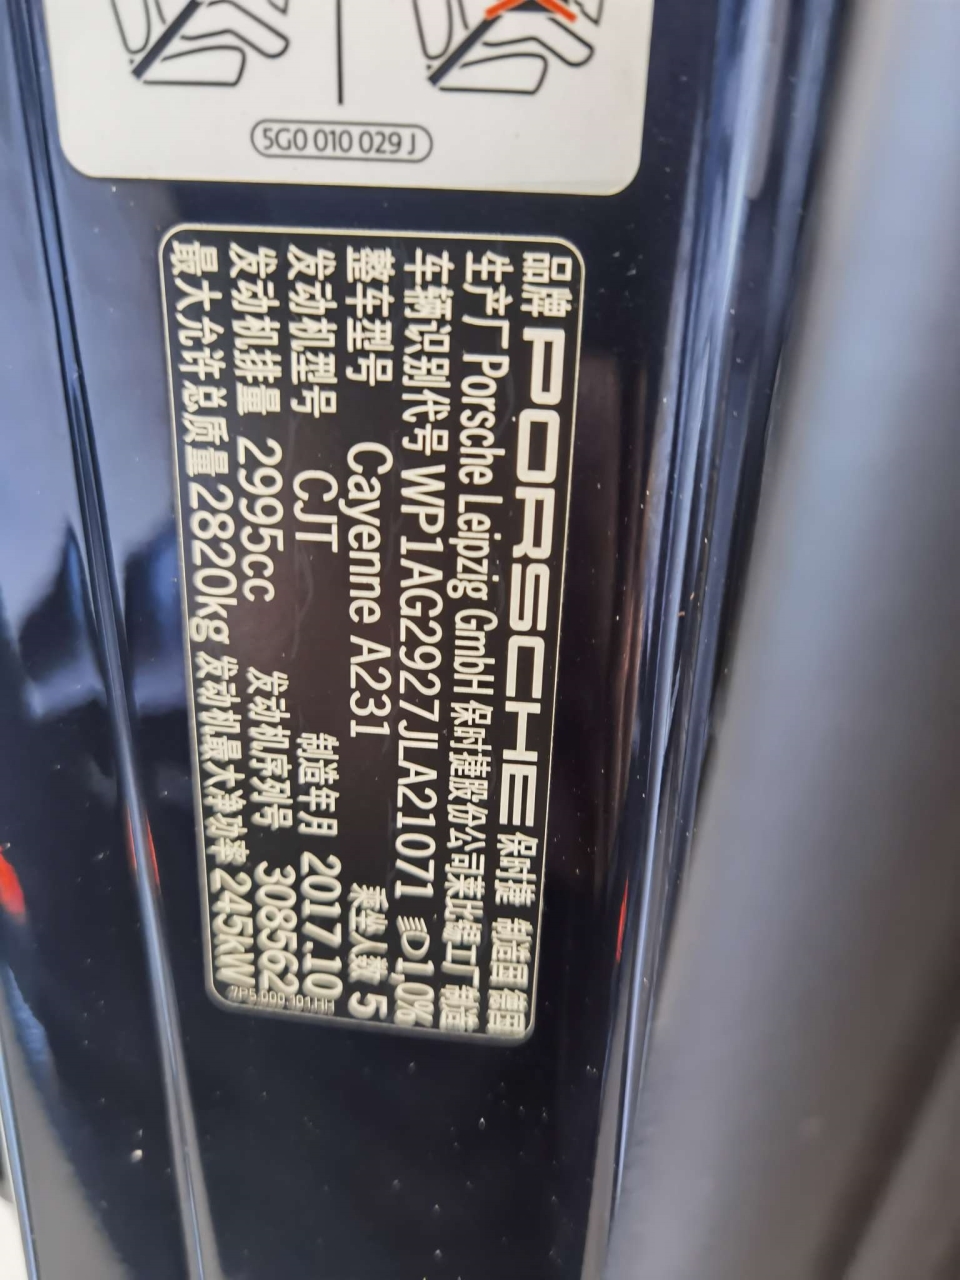 5G0 010 029 J
品牌 PORSCHE 保时捷 制造国 德国
生产厂 Porsche Leipzig GmbH 保时捷股份公司莱比锡工厂制造
车辆识别代号 WP1AG2927JLA21071 1,0%
整车型号 Cayenne A231 乘坐人数 5
发动机型号 CJT 制造年月 2017.10
发动机排量 2995cc 发动机序列号 308562
最大允许总质量 2820kg 发动机最大净功率 245kW
7P5.000.101.HH